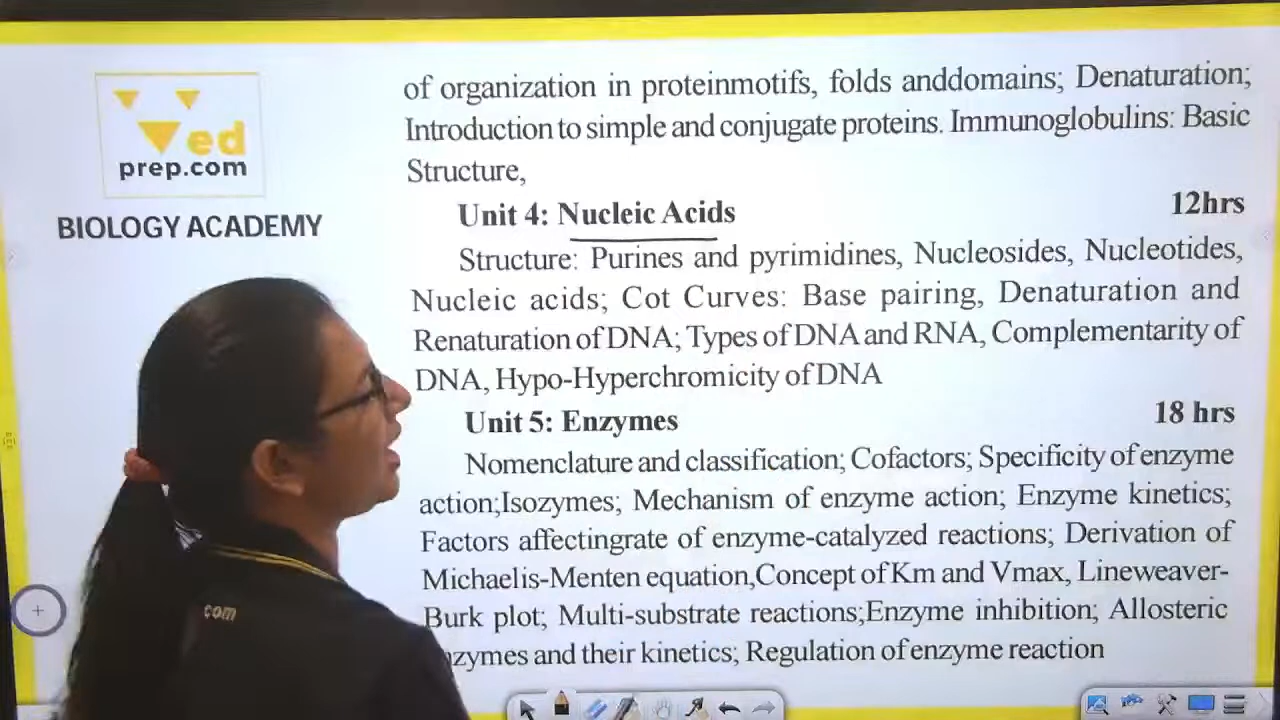 ed
prep.com
BIOLOGY ACADEMY
of organization in proteinmotifs, folds anddomains; Denaturation;
Introduction to simple and conjugate proteins. Immunoglobulins: Basic
Structure,
Unit 4: Nucleic Acids 12hrs
Structure: Purines and pyrimidines, Nucleosides, Nucleotides,
Nucleic acids; Cot Curves: Base pairing, Denaturation and
Renaturation of DNA; Types of DNA and RNA, Complementarity of
DNA, Hypo-Hyperchromicity of DNA
Unit 5: Enzymes 18 hrs
Nomenclature and classification; Cofactors; Specificity of enzyme
action;Isozymes; Mechanism of enzyme action; Enzyme kinetics;
Factors affectingrate of enzyme-catalyzed reactions; Derivation of
Michaelis-Menten equation,Concept of Km and Vmax, Lineweaver-
Burk plot; Multi-substrate reactions;Enzyme inhibition; Allosteric
nzymes and their kinetics; Regulation of enzyme reaction
com